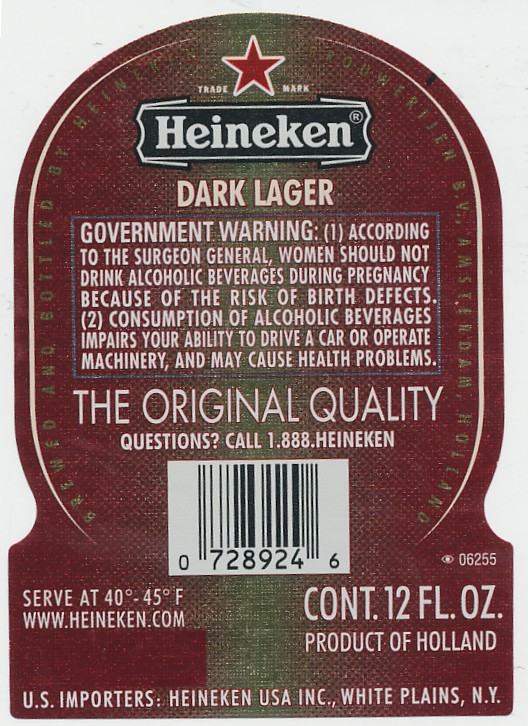 BREWED AND BOTTLED BY HEINEKEN BROUWERIJEN B.V., AMSTERDAM, HOLLAND
TRADE MARK
Heineken®
DARK LAGER
GOVERNMENT WARNING: (1) ACCORDING
TO THE SURGEON GENERAL, WOMEN SHOULD NOT
DRINK ALCOHOLIC BEVERAGES DURING PREGNANCY
BECAUSE OF THE RISK OF BIRTH DEFECTS.
(2) CONSUMPTION OF ALCOHOLIC BEVERAGES
IMPAIRS YOUR ABILITY TO DRIVE A CAR OR OPERATE
MACHINERY, AND MAY CAUSE HEALTH PROBLEMS.
THE ORIGINAL QUALITY
QUESTIONS? CALL 1.888.HEINEKEN
0 728924 6
06255
SERVE AT 40°- 45° F
WWW.HEINEKEN.COM
CONT. 12 FL. OZ.
PRODUCT OF HOLLAND
U.S. IMPORTERS: HEINEKEN USA INC., WHITE PLAINS, N.Y.